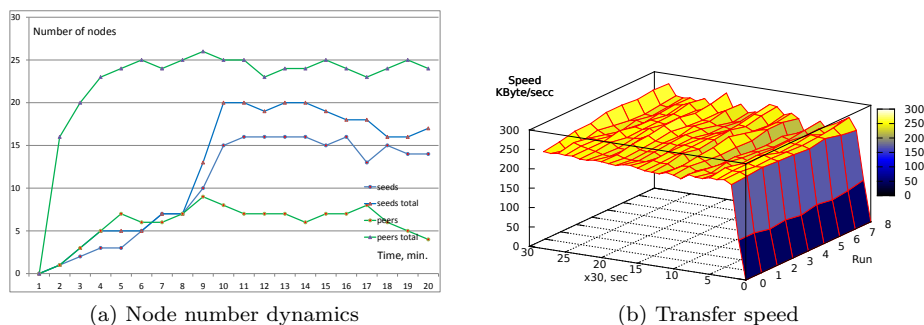 30
Number of nodes
25
20
15
10
5
0
seeds
seeds total
peers
peers total
Time, min.
1 2 3 4 5 6 7 8 9 10 11 12 13 14 15 16 17 18 19 20
(a) Node number dynamics
Speed
KByte/secc
300
250
200
150
100
50
0
30 25 20 15 10 5 0
x30, sec
0 1 2 3 4 5 6 7 8
Run
300
250
200
150
100
50
0
(b) Transfer speed